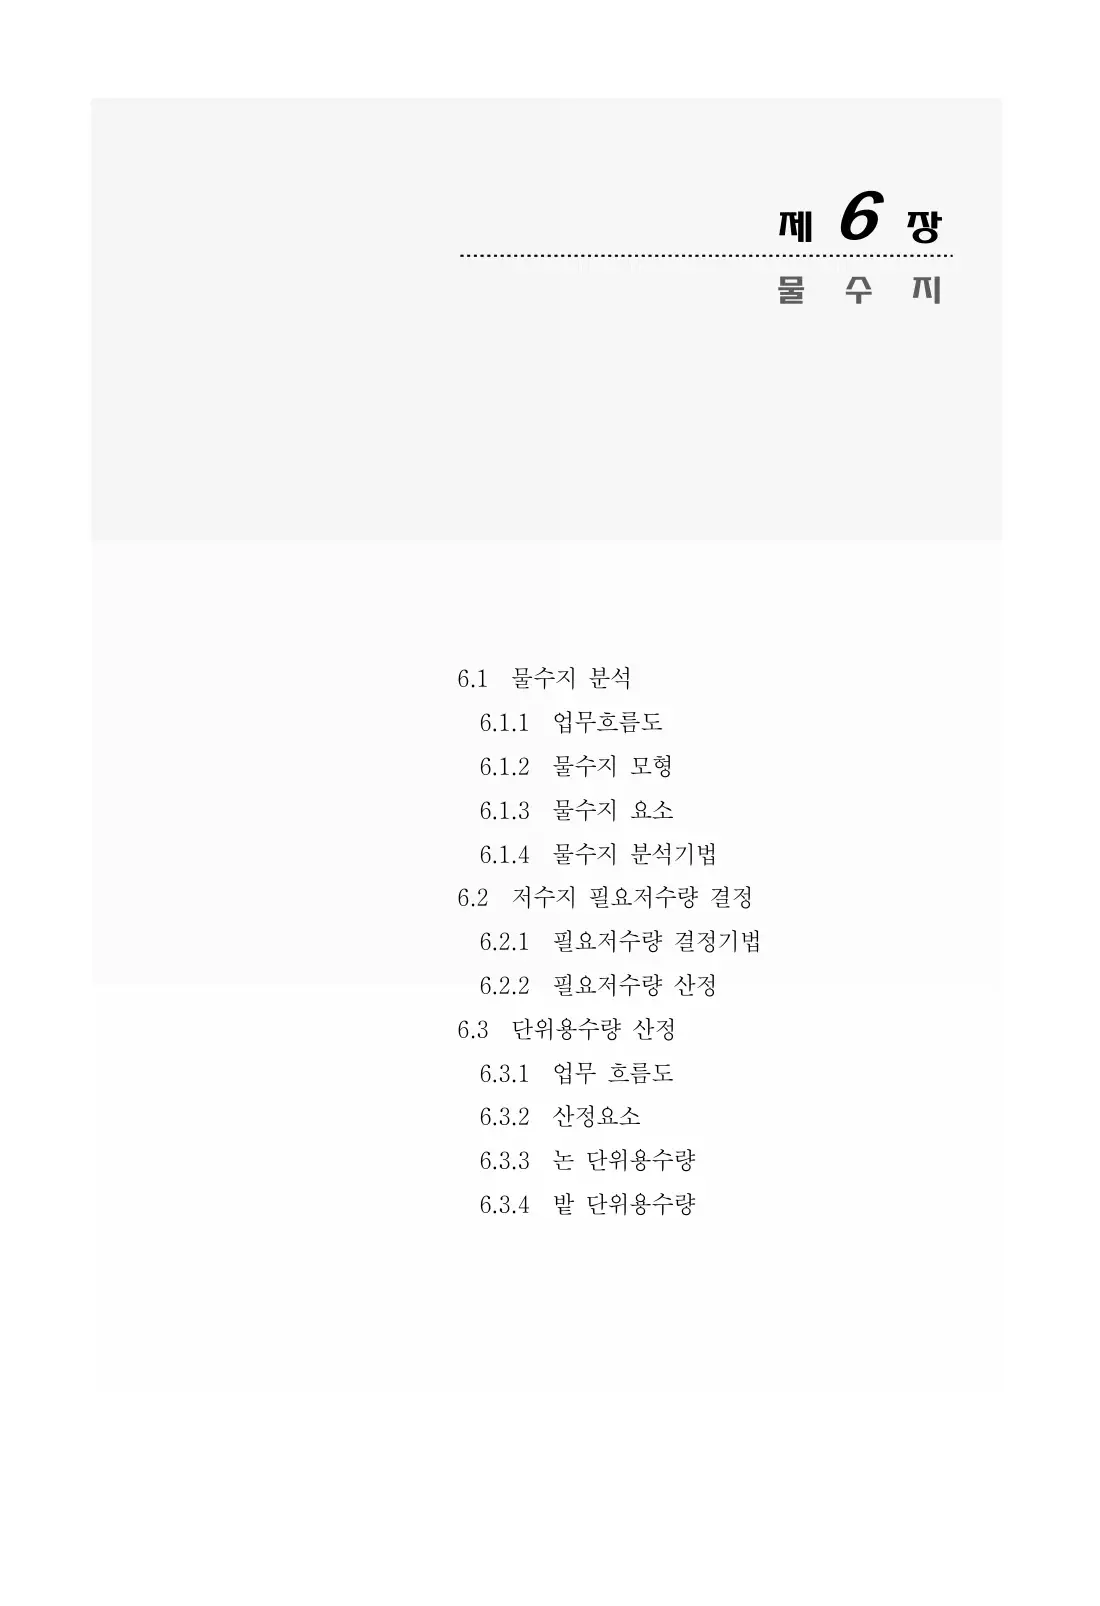 제 6 장
물 수 지
6.1 물수지 분석
6.1.1 업무흐름도
6.1.2 물수지 모형
6.1.3 물수지 요소
6.1.4 물수지 분석기법
6.2 저수지 필요저수량 결정
6.2.1 필요저수량 결정기법
6.2.2 필요저수량 산정
6.3 단위용수량 산정
6.3.1 업무 흐름도
6.3.2 산정요소
6.3.3 논 단위용수량
6.3.4 밭 단위용수량